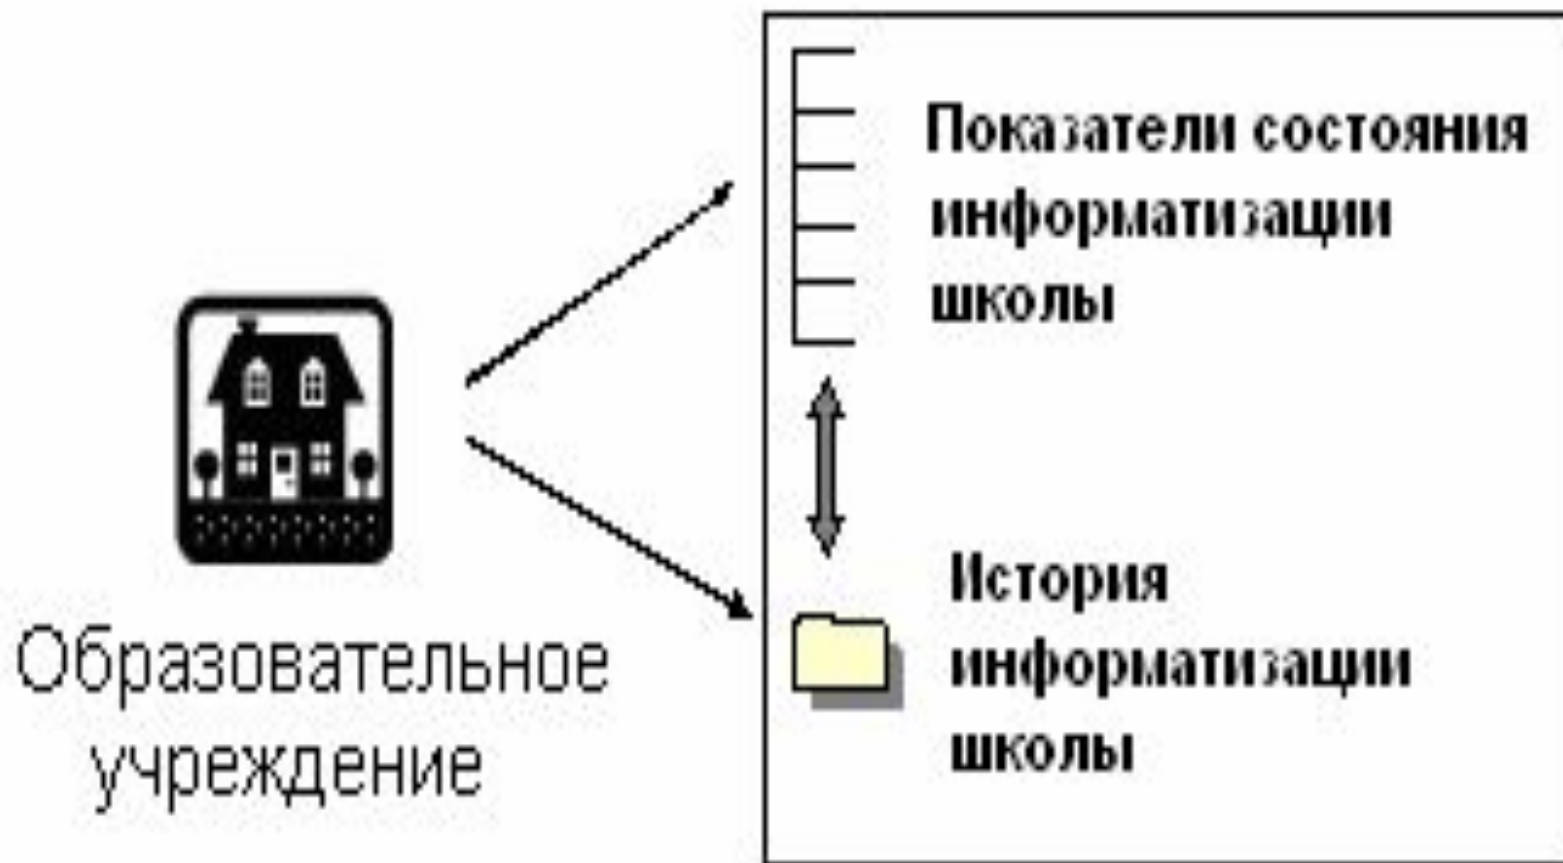 Показатели состояния
информатизации
школы
История
информатизации
школы
Образовательное
учреждение